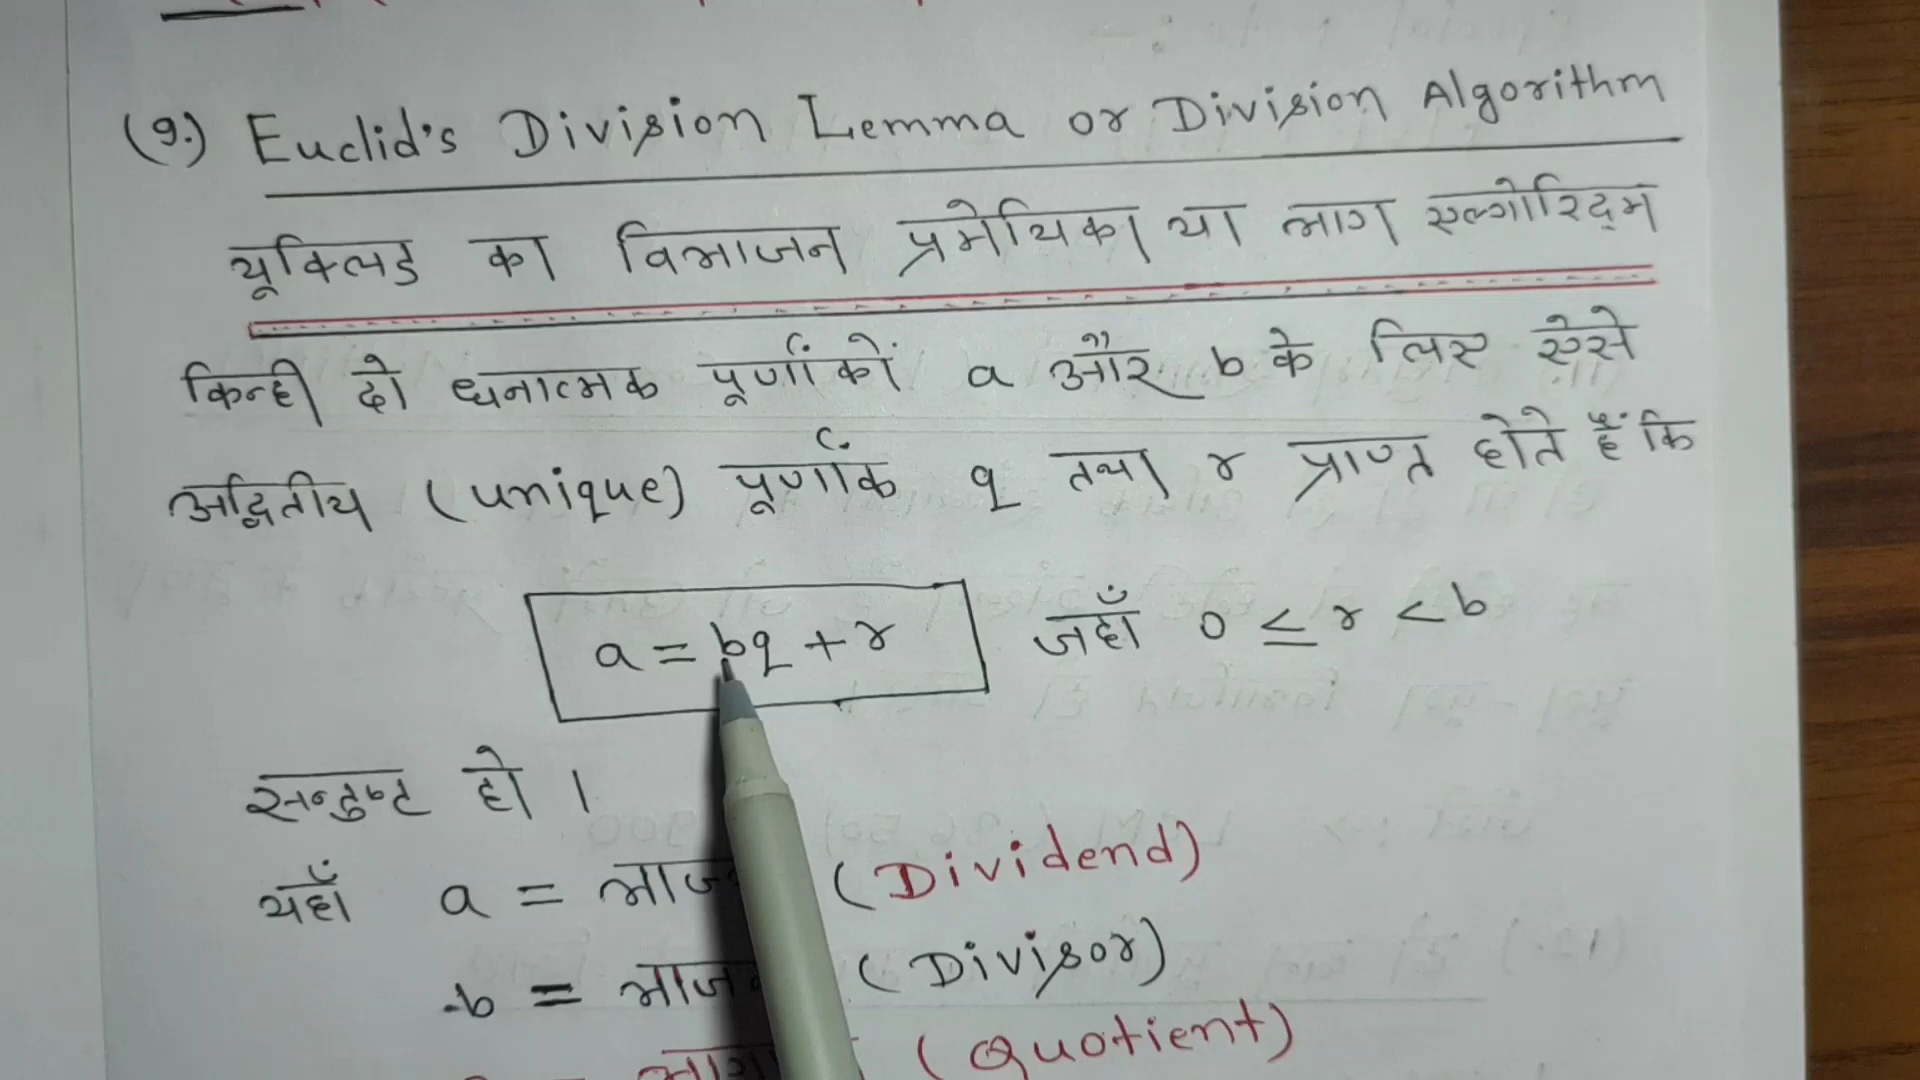 (9.) Euclid's Division Lemma or Division Algorithm
यूक्लिड का विभाजन प्रमेयिका या भाग एल्गोरिद्म
किन्ही दो धनात्मक पूर्णांकों a और b के लिए ऐसे
अद्वितीय (unique) पूर्णांक q तथा r प्राप्त होते हैं कि
a = bq + r जहाँ 0 ≤ r < b
सन्तुष्ट हो ।
यहाँ a = (Dividend)
b = (Divisor)
(Quotient)